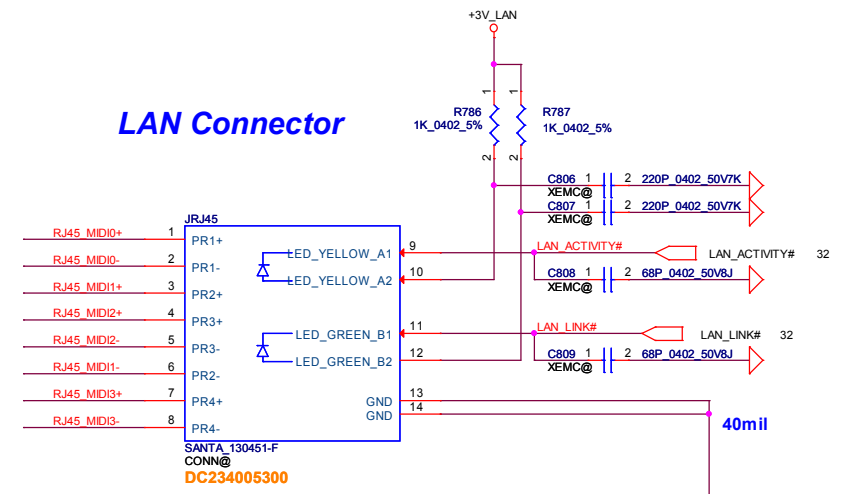 +3V_LAN
1 1
R786 R787
1K_0402_5% 1K_0402_5%
2 2
LAN Connector
C806 1 2 220P_0402_50V7K
XEMC@
C807 1 2 220P_0402_50V7K
XEMC@
JRJ45
RJ45_MIDI0+ 1 PR1+
RJ45_MIDI0- 2 PR1-
RJ45_MIDI1+ 3 PR2+
RJ45_MIDI2+ 4 PR3+
RJ45_MIDI2- 5 PR3-
RJ45_MIDI1- 6 PR2-
RJ45_MIDI3+ 7 PR4+
RJ45_MIDI3- 8 PR4-
LED_YELLOW_A1 9 LAN_ACTIVITY# LAN_ACTIVITY# 32
LED_YELLOW_A2 10
C808 1 2 68P_0402_50V8J
XEMC@
LED_GREEN_B1 11 LAN_LINK# LAN_LINK# 32
LED_GREEN_B2 12
C809 1 2 68P_0402_50V8J
XEMC@
GND 13
GND 14
40mil
SANTA_130451-F
CONN@
DC234005300